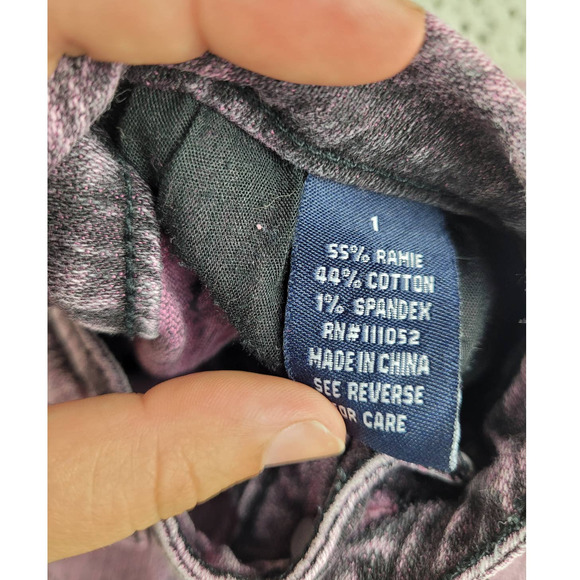 1
55% RAMIE
44% COTTON
1% SPANDEX
RN#111052
MADE IN CHINA
SEE REVERSE
FOR CARE